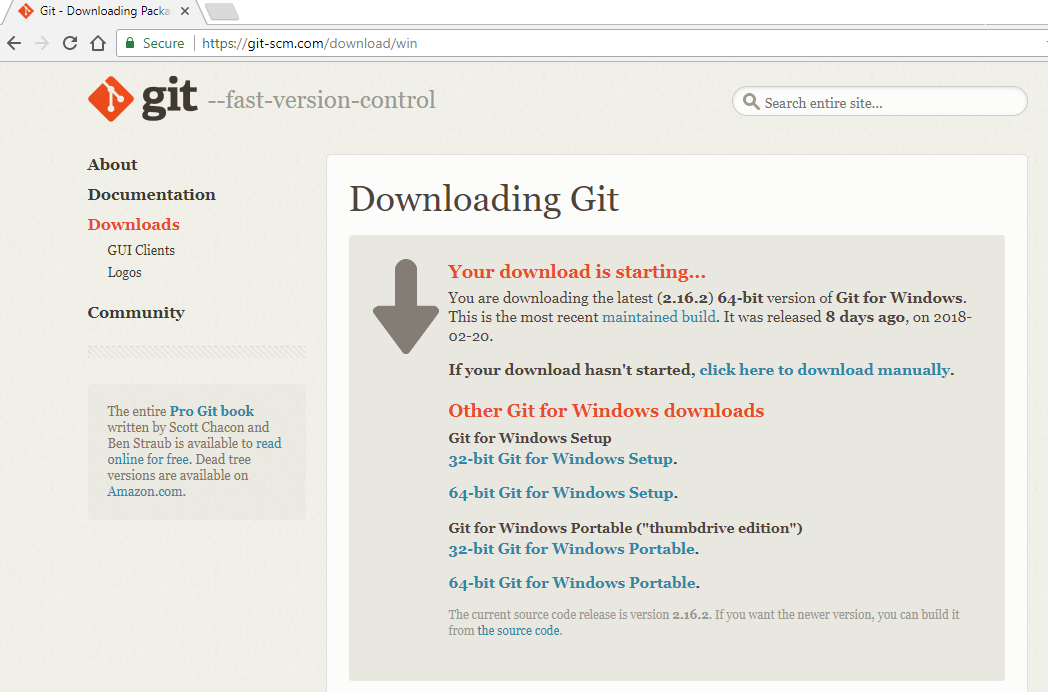 Git - Downloading Packa
Secure
https://git-scm.com/download/win
git --fast-version-control
Search entire site...
About
Documentation
Downloads
GUI Clients
Logos
Community
The entire Pro Git book
written by Scott Chacon and
Ben Straub is available to read
online for free. Dead tree
versions are available on
Amazon.com.
Downloading Git
Your download is starting...
You are downloading the latest (2.16.2) 64-bit version of Git for Windows.
This is the most recent maintained build. It was released 8 days ago, on 2018-
02-20.
If your download hasn't started, click here to download manually.
Other Git for Windows downloads
Git for Windows Setup
32-bit Git for Windows Setup.
64-bit Git for Windows Setup.
Git for Windows Portable ("thumbdrive edition")
32-bit Git for Windows Portable.
64-bit Git for Windows Portable.
The current source code release is version 2.16.2. If you want the newer version, you can build it
from the source code.